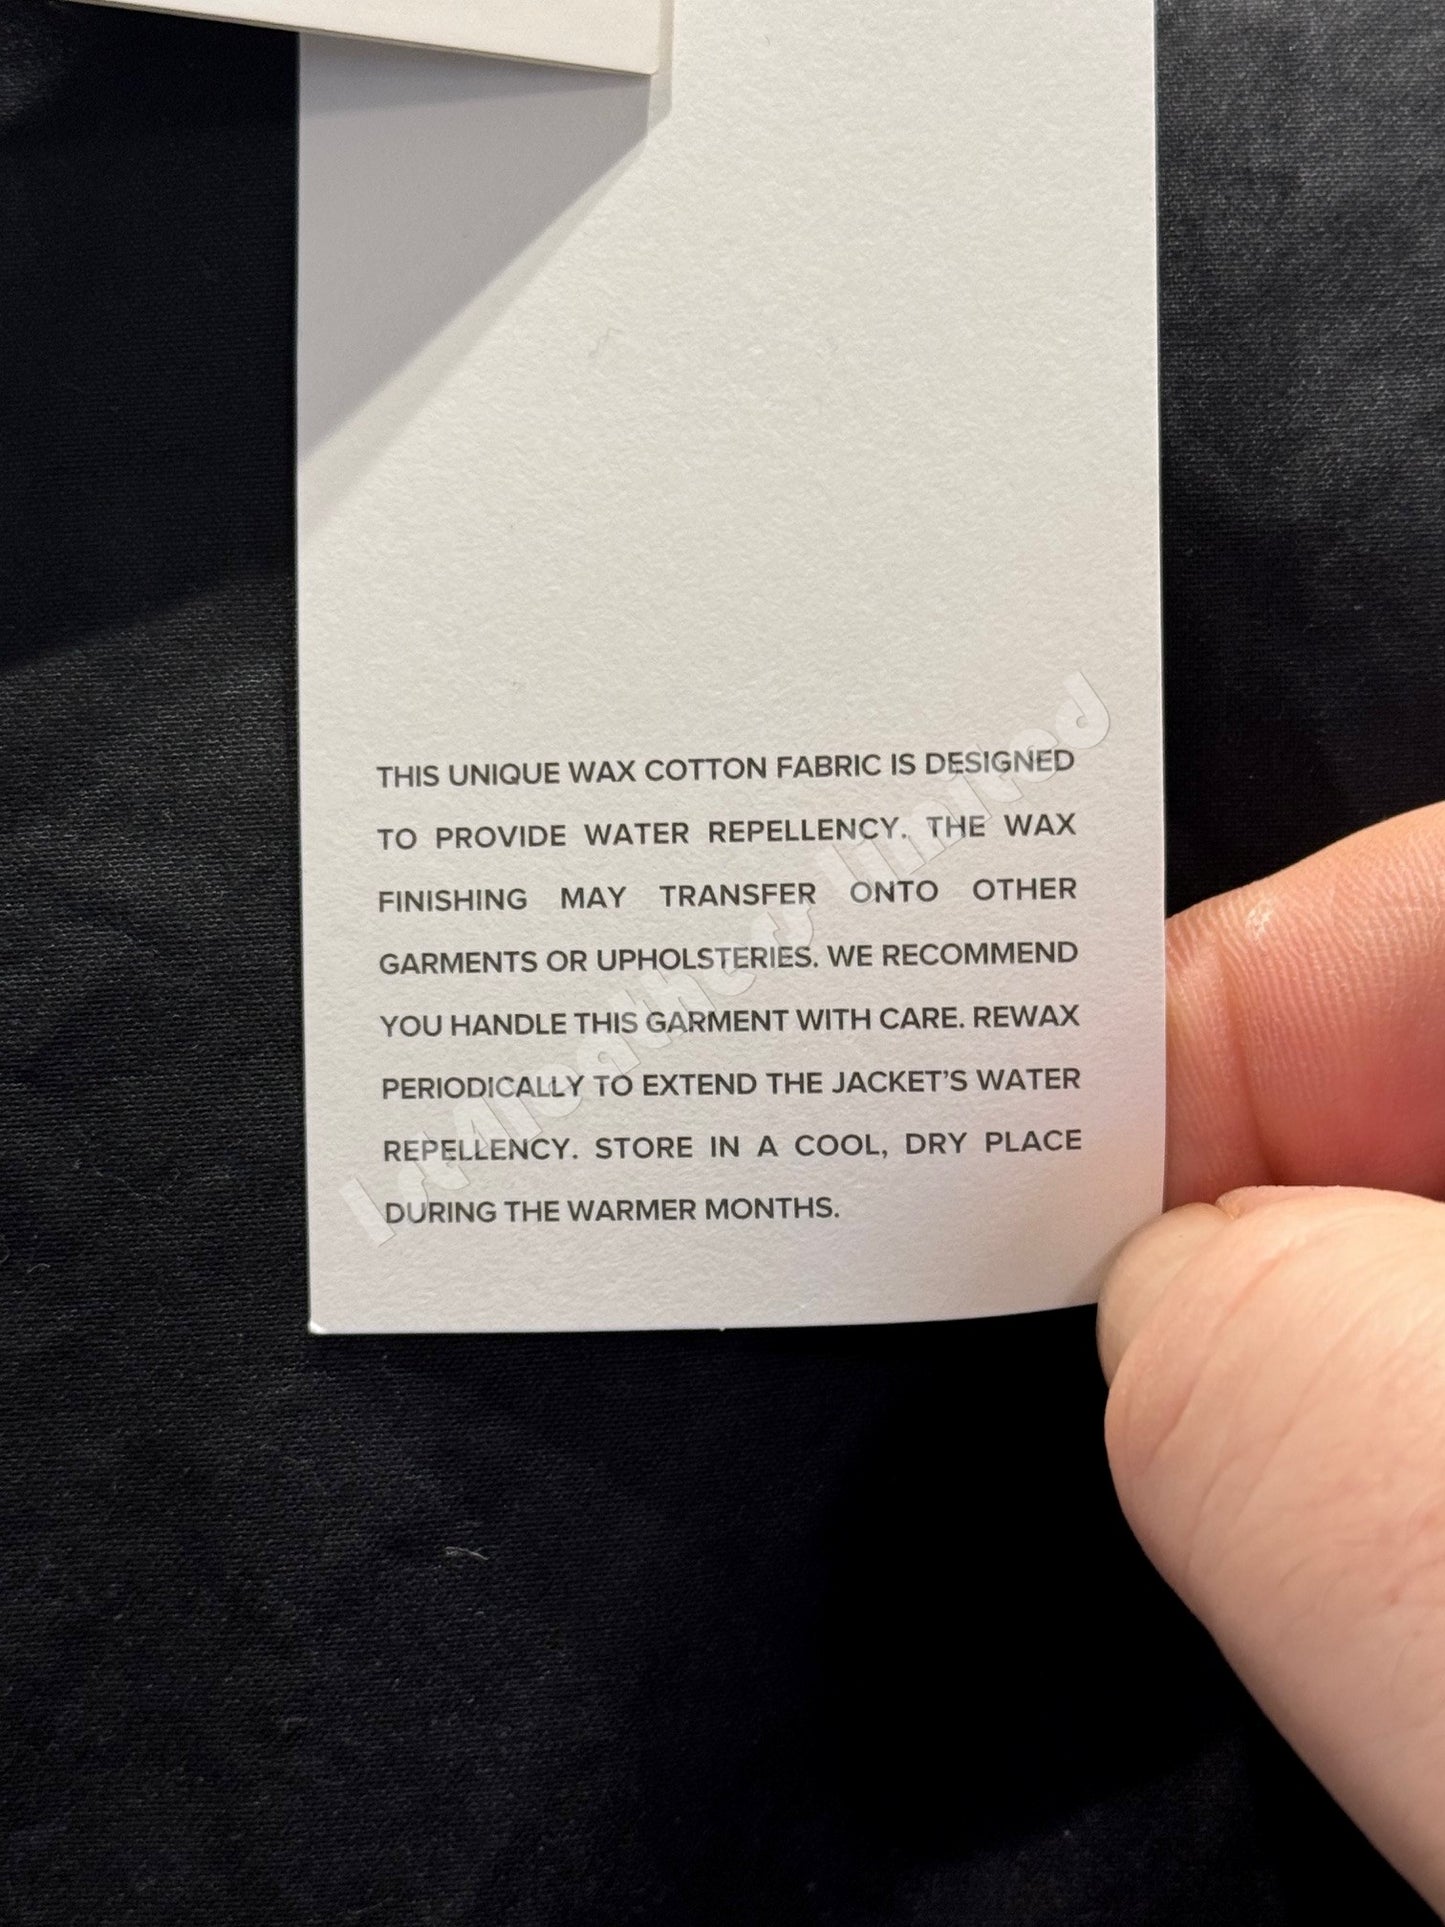 THIS UNIQUE WAX COTTON FABRIC IS DESIGNED
TO PROVIDE WATER REPELLENCY. THE WAX
FINISHING MAY TRANSFER ONTO OTHER
GARMENTS OR UPHOLSTERIES. WE RECOMMEND
YOU HANDLE THIS GARMENT WITH CARE. REWAX
PERIODICALLY TO EXTEND THE JACKET'S WATER
REPELLENCY. STORE IN A COOL, DRY PLACE
DURING THE WARMER MONTHS.
limited